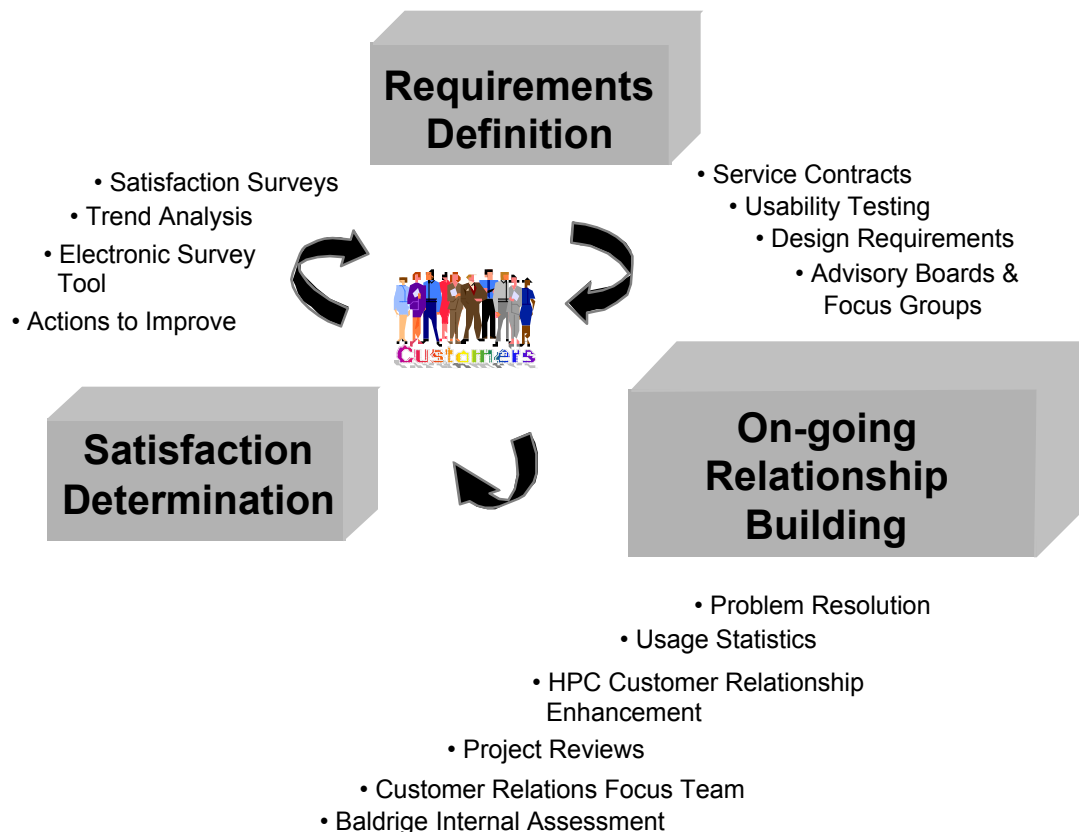 Requirements
Definition
• Satisfaction Surveys
• Trend Analysis
• Electronic Survey
Tool
• Actions to Improve
• Service Contracts
• Usability Testing
• Design Requirements
• Advisory Boards &
Focus Groups
Customers
Satisfaction
Determination
On-going
Relationship
Building
• Problem Resolution
• Usage Statistics
• HPC Customer Relationship
Enhancement
• Project Reviews
• Customer Relations Focus Team
• Baldrige Internal Assessment